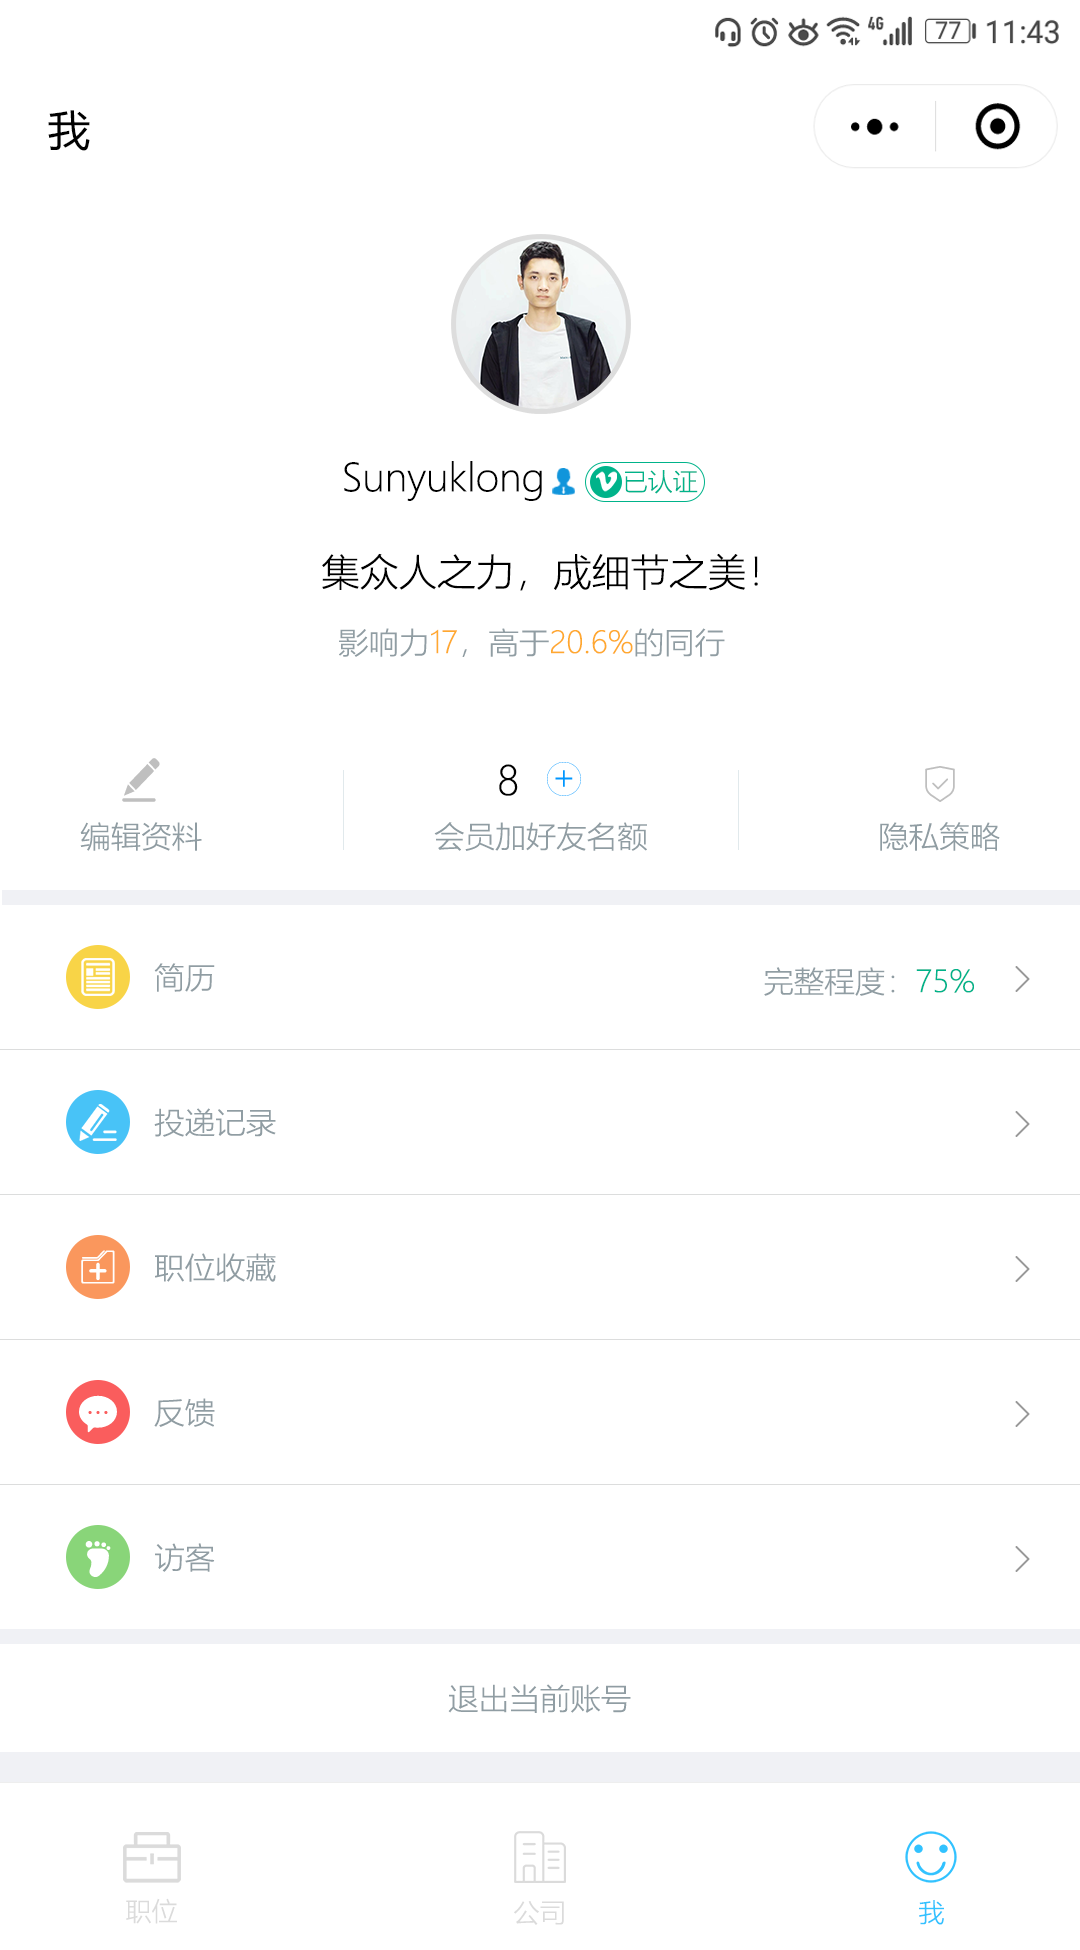 4G 77 11:43
我
Sunyuklong 已认证
集众人之力，成细节之美！
影响力17，高于20.6%的同行
8
编辑资料 会员加好友名额 隐私策略
简历 完整程度：75%
投递记录
职位收藏
反馈
访客
退出当前账号
职位 公司 我